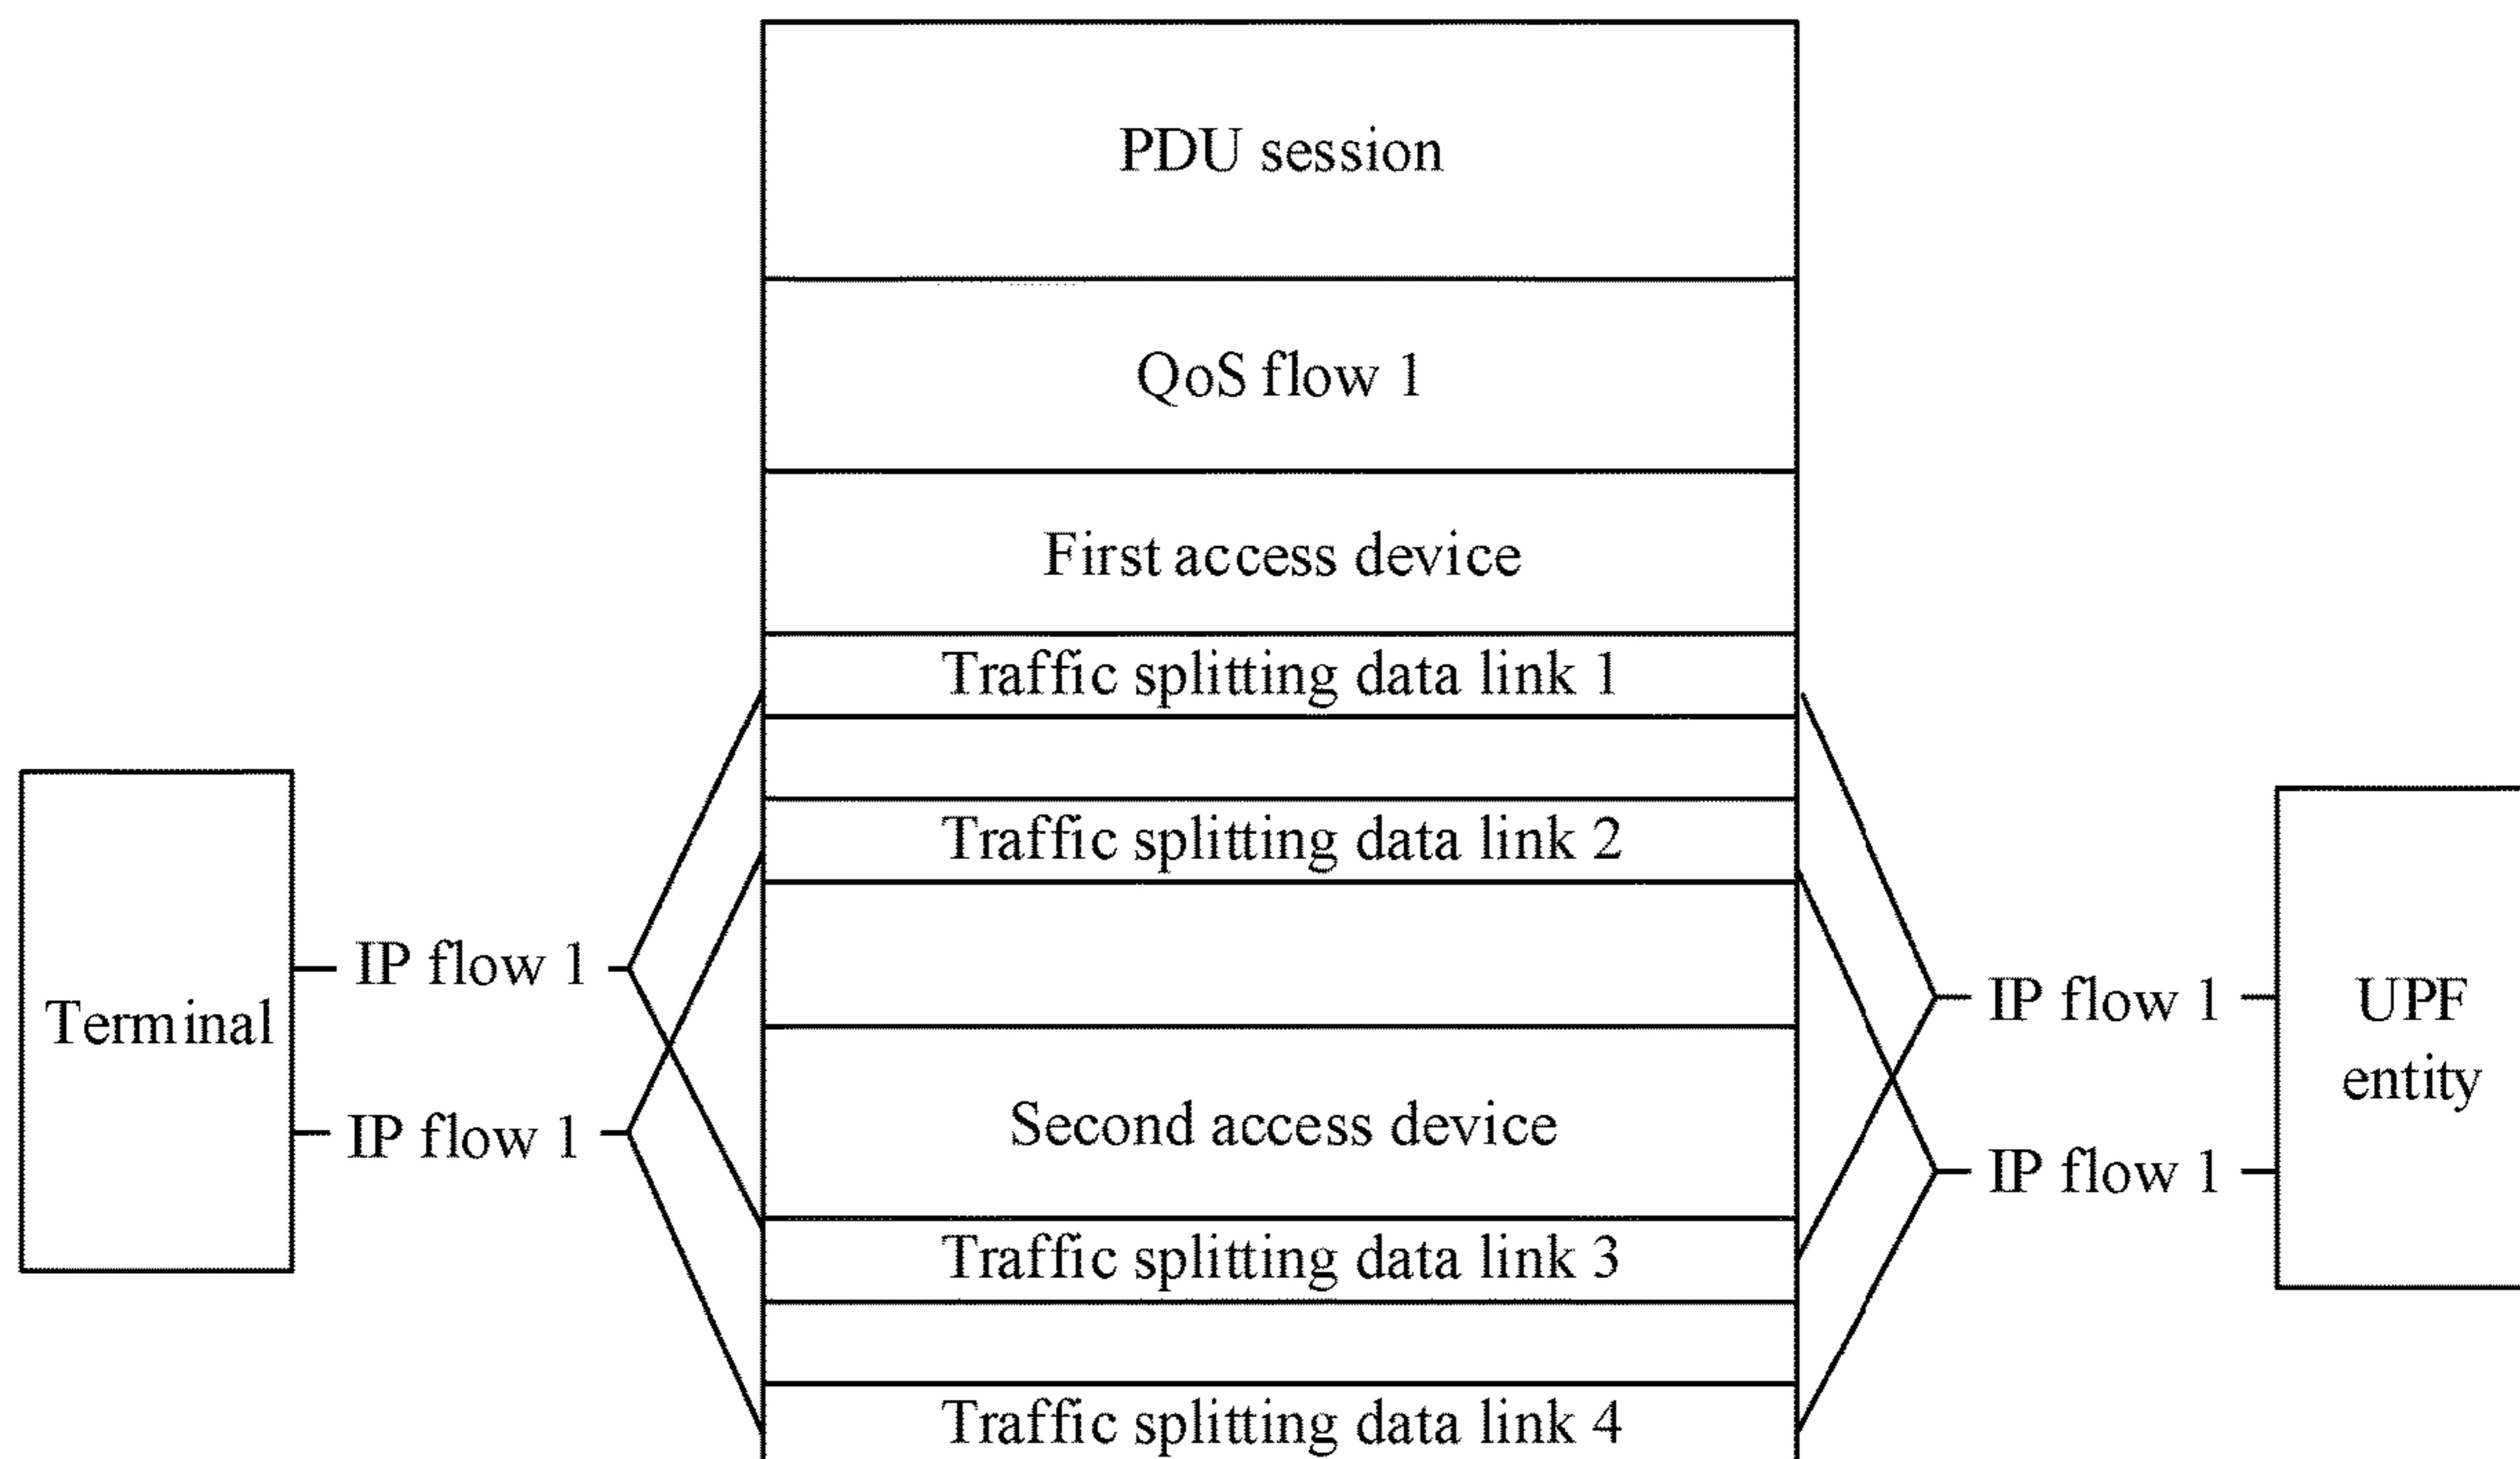 PDU session
QoS flow 1
First access device
Traffic splitting data link 1
Traffic splitting data link 2
Terminal
IP flow 1
IP flow 1
Second access device
IP flow 1
IP flow 1
UPF
entity
Traffic splitting data link 3
Traffic splitting data link 4